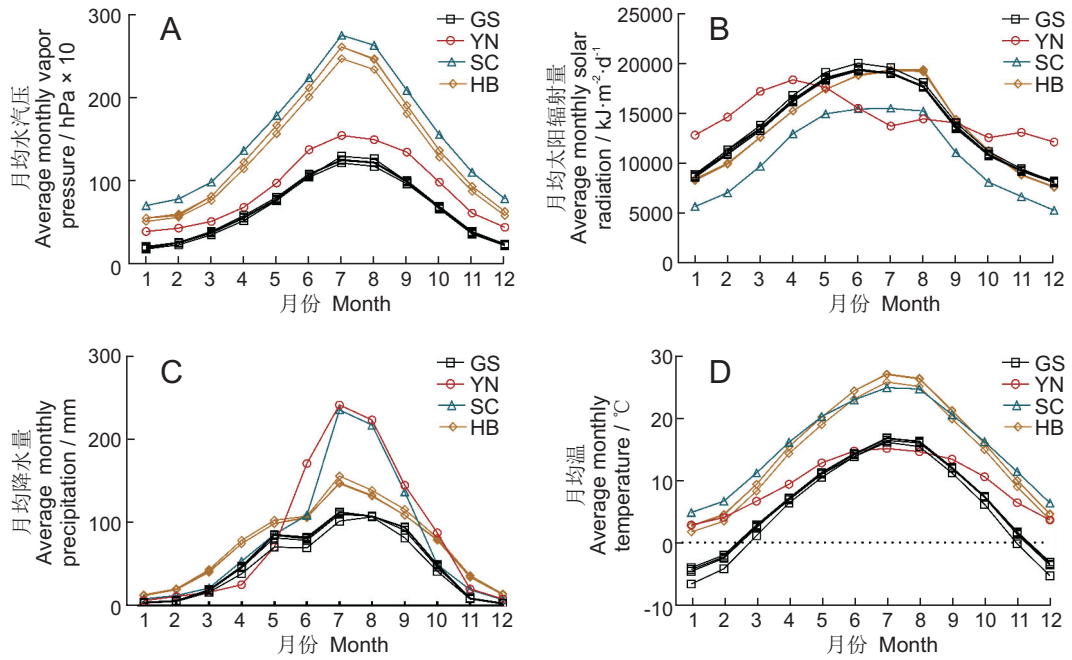 A
300
200
100
0
1 2 3 4 5 6 7 8 9 10 11 12
月份 Month
月均水汽压
Average monthly vapor
pressure / hPa × 10
GS
YN
SC
HB
B
25000
20000
15000
10000
5000
0
1 2 3 4 5 6 7 8 9 10 11 12
月份 Month
月均太阳辐射量
Average monthly solar
radiation / kJ·m⁻²·d⁻¹
GS
YN
SC
HB
C
300
200
100
0
1 2 3 4 5 6 7 8 9 10 11 12
月份 Month
月均降水量
Average monthly
precipitation / mm
GS
YN
SC
HB
D
30
20
10
0
-10
1 2 3 4 5 6 7 8 9 10 11 12
月份 Month
月均温
Average monthly
temperature / ℃
GS
YN
SC
HB